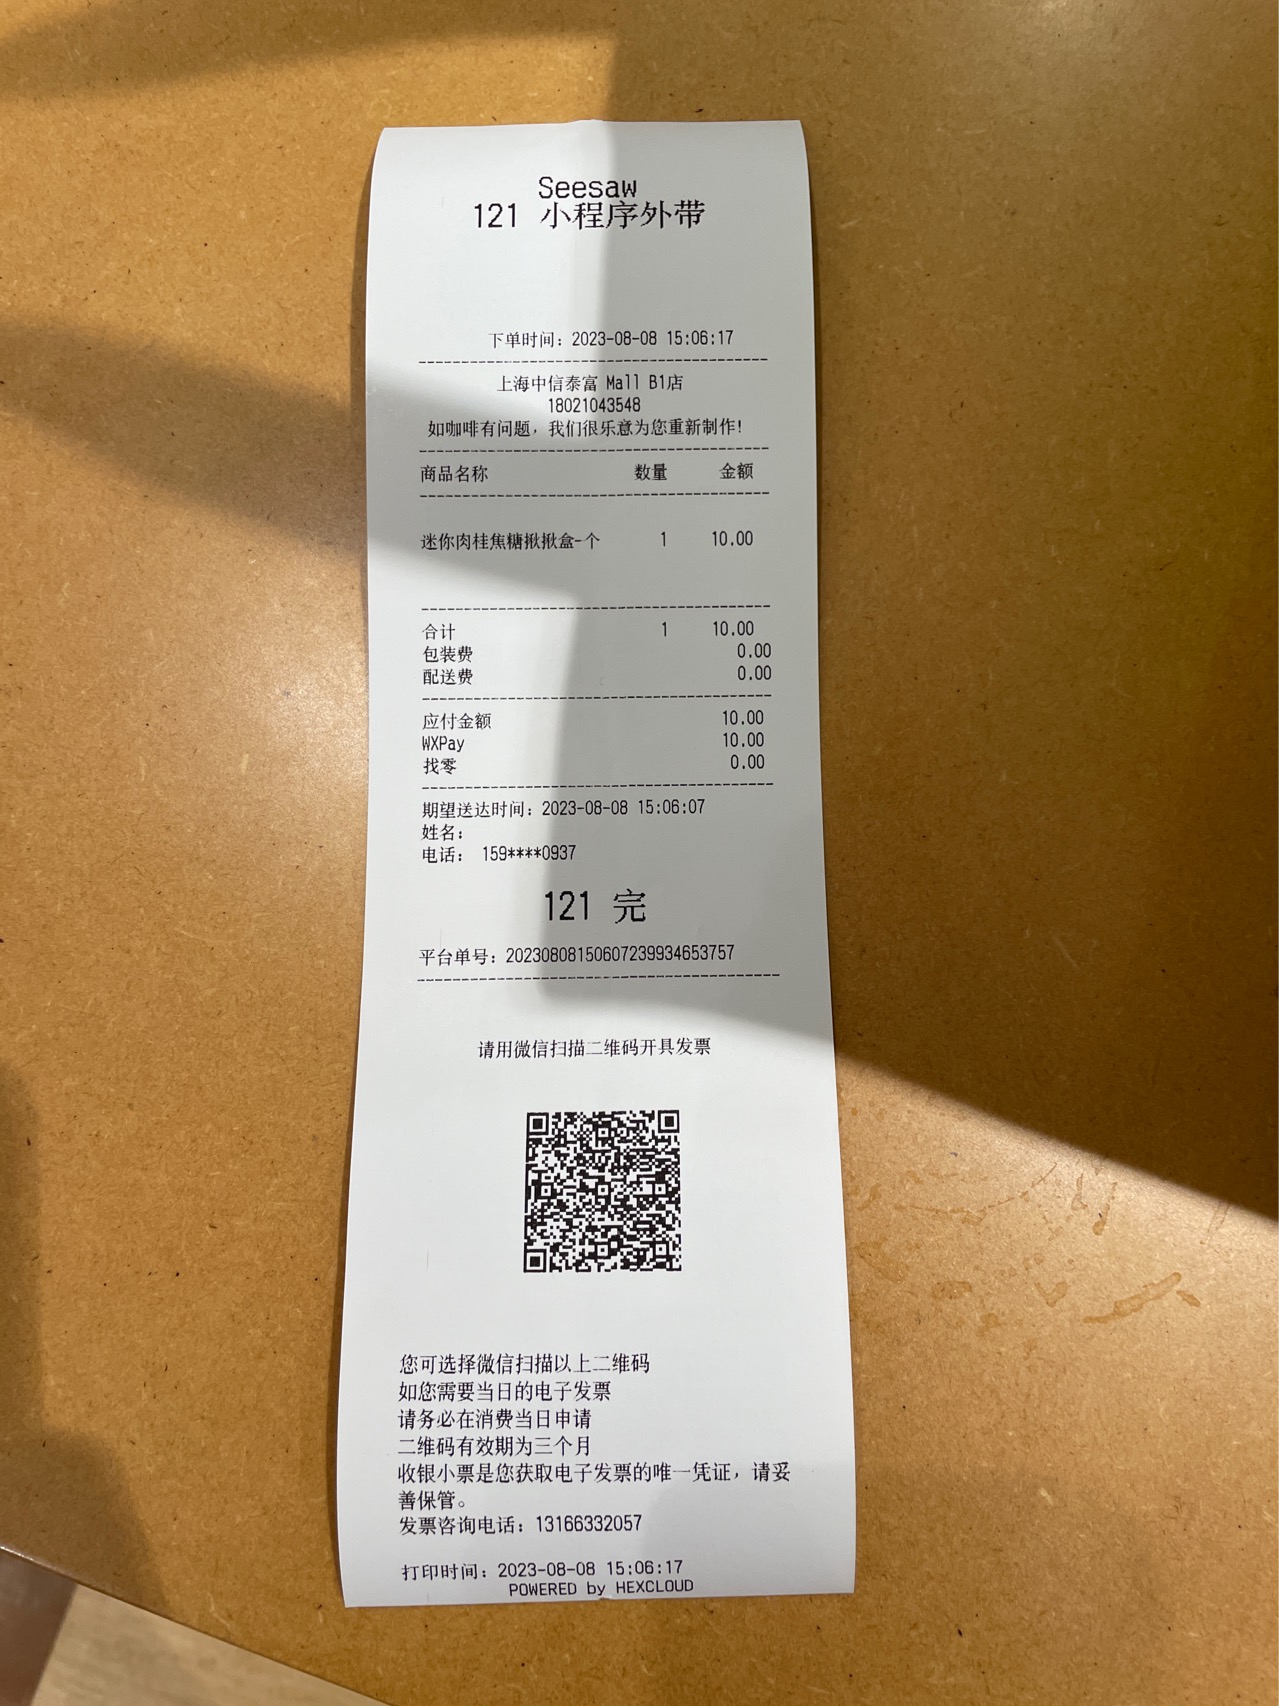 Seesaw
121 小程序外带
下单时间：2023-08-08 15:06:17
上海中信泰富 Mall B1店
18021043548
如咖啡有问题，我们很乐意为您重新制作！
商品名称 数量 金额
迷你肉桂焦糖揪揪盒-个 1 10.00
合计 1 10.00
包装费 0.00
配送费 0.00
应付金额 10.00
WXPay 10.00
找零 0.00
期望送达时间：2023-08-08 15:06:07
姓名：
电话： 159****0937
121 完
平台单号：20230808150607239934653757
请用微信扫描二维码开具发票
您可选择微信扫描以上二维码
如您需要当日的电子发票
请务必在消费当日申请
二维码有效期为三个月
收银小票是您获取电子发票的唯一凭证，请妥
善保管。
发票咨询电话：13166332057
打印时间：2023-08-08 15:06:17
POWERED by HEXCLOUD